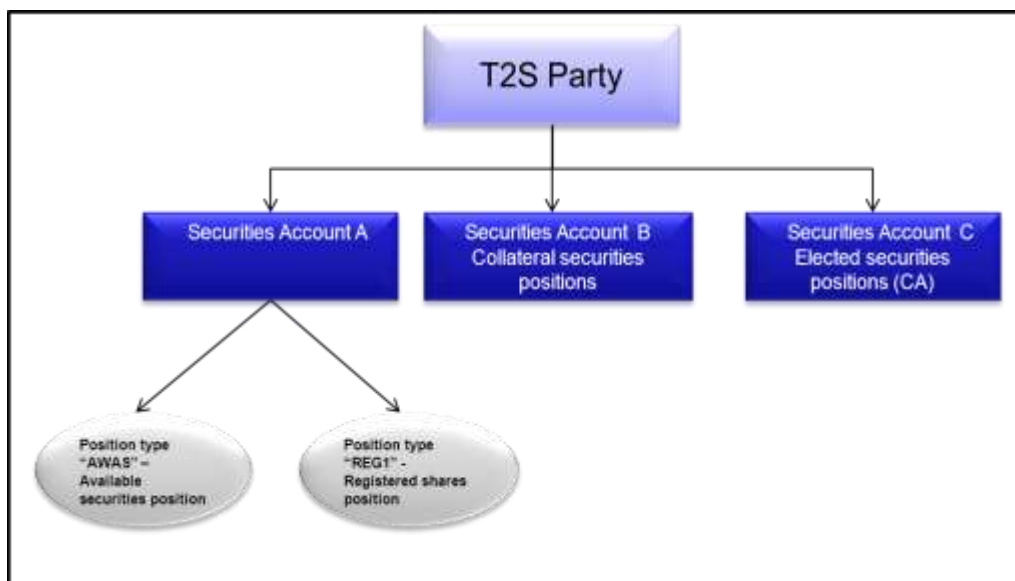 T2S Party
Securities Account A
Securities Account B
Collateral securities
positions
Securities Account C
Elected securities
positions (CA)
Position type
“AWAS” –
Available
securities position
Position type
“REG1” -
Registered shares
position